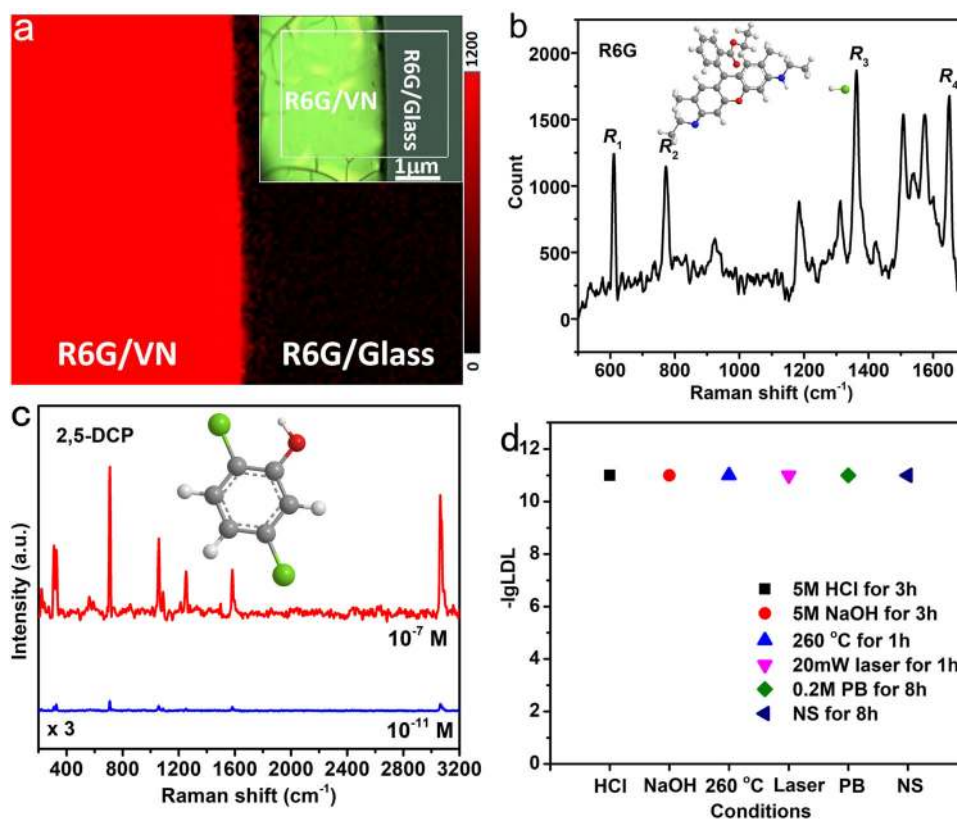 a
1200
0
R6G/VN
R6G/Glass
1μm
R6G/VN
R6G/Glass
b
R6G
R1
R2
R3
R4
Count
2000
1500
1000
500
0
600 800 1000 1200 1400 1600
Raman shift (cm-1)
c
2,5-DCP
Intensity (a.u.)
10-7 M
x 3
10-11 M
400 800 1200 1600 2000 2400 2800 3200
Raman shift (cm-1)
d
-lgLDL
12
10
8
6
4
2
0
5M HCl for 3h
5M NaOH for 3h
260 oC for 1h
20mW laser for 1h
0.2M PB for 8h
NS for 8h
HCl NaOH 260 oC Laser PB NS
Conditions